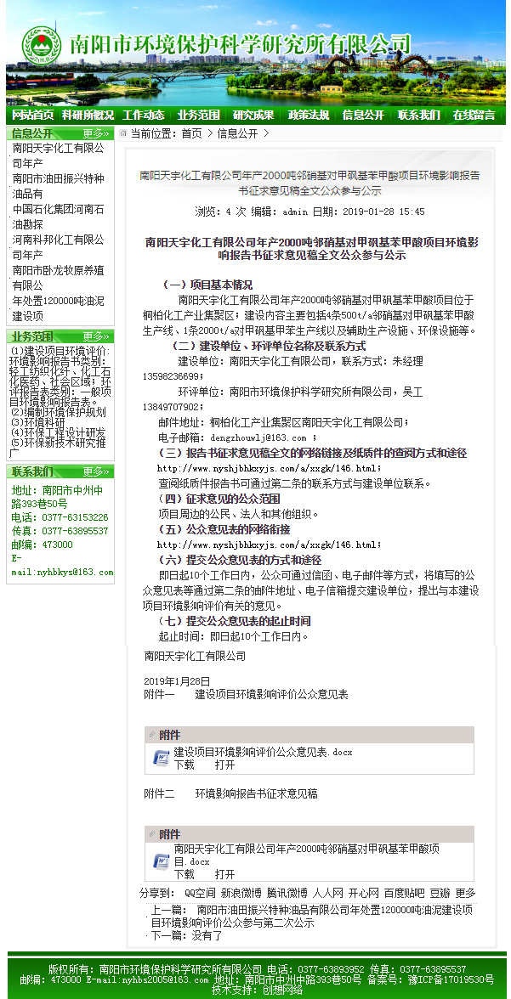 南阳市环境保护科学研究所有限公司
网站首页 科研所概况 工作动态 业务范围 研究成果 政策法规 信息公开 联系我们 在线留言
信息公开 更多»
南阳天宇化工有限公
司年产
南阳市油田振兴特种
油品有
中国石化集团河南石
油勘探
河南科邦化工有限公
司年产
南阳市卧龙牧原养殖
有限公
年处置120000吨油泥
建设项
业务范围 更多»
(1)建设项目环境评价:
环境影响报告书类别:
轻工纺织化纤、化工石
化医药、社会区域; 环
评报告表类别: 一般项
目环境影响报告表。
(2)编制环境保护规划
(3)环境科研
(4)环保工程设计研发
(5)环保新技术研究推
广
联系我们 更多»
地址: 南阳市中州中
路393巷50号
电话: 0377-63153226
传真: 0377-63895537
邮编: 473000
E-
mail:nyhbkys@163.com
当前位置: 首页 > 信息公开 >
南阳天宇化工有限公司年产2000吨邻硝基对甲砜基苯甲酸项目环境影响报告
书征求意见稿全文公众参与公示
浏览: 4 次 编辑: admin 日期: 2019-01-28 15:45
南阳天宇化工有限公司年产2000吨邻硝基对甲砜基苯甲酸项目环境影
响报告书征求意见稿全文公众参与公示
（一）项目基本情况
南阳天宇化工有限公司年产2000吨邻硝基对甲砜基苯甲酸项目位于
桐柏化工产业集聚区; 建设内容主要包括4条500t/a邻硝基对甲砜基苯甲酸
生产线、1条2000t/a对甲砜基甲苯生产线以及辅助生产设施、环保设施等。
（二）建设单位、环评单位名称及联系方式
建设单位: 南阳天宇化工有限公司, 联系方式: 朱经理
13598236699;
环评单位: 南阳市环境保护科学研究所有限公司, 吴工
13849707902;
邮件地址: 桐柏化工产业集聚区南阳天宇化工有限公司;
电子邮箱: dengzhouwlj@163.com ;
（三）报告书征求意见稿全文的网络链接及纸质件的查阅方式和途径
http://www.nyshjbhkxyjs.com/a/xxgk/146.html;
查阅纸质件报告书可通过第二条的联系方式与建设单位联系。
（四）征求意见的公众范围
项目周边的公民、法人和其他组织。
（五）公众意见表的网络衔接
http://www.nyshjbhkxyjs.com/a/xxgk/146.html;
（六）提交公众意见表的方式和途径
即日起10个工作日内, 公众可通过信函、电子邮件等方式, 将填写的公
众意见表等通过第二条的邮件地址、电子信箱提交建设单位, 提出与本建设
项目环境影响评价有关的意见。
（七）提交公众意见表的起止时间
起止时间: 即日起10个工作日内。
南阳天宇化工有限公司
2019年1月28日
附件一 建设项目环境影响评价公众意见表
附件
建设项目环境影响评价公众意见表.docx
下载 打开
附件二 环境影响报告书征求意见稿
附件
南阳天宇化工有限公司年产2000吨邻硝基对甲砜基苯甲酸项
目.docx
下载 打开
分享到: QQ空间 新浪微博 腾讯微博 人人网 开心网 百度贴吧 豆瓣 更多
上一篇: 南阳市油田振兴特种油品有限公司年处置120000吨油泥建设项
目环境影响评价公众参与第二次公示
下一篇: 没有了
版权所有: 南阳市环境保护科学研究所有限公司 电话: 0377-63893952 传真: 0377-63895537
邮编: 473000 E-mail:nyhbs2005@163.com 地址: 南阳市中州中路393巷50号 备案号: 豫ICP备17019530号
技术支持: 创想网络